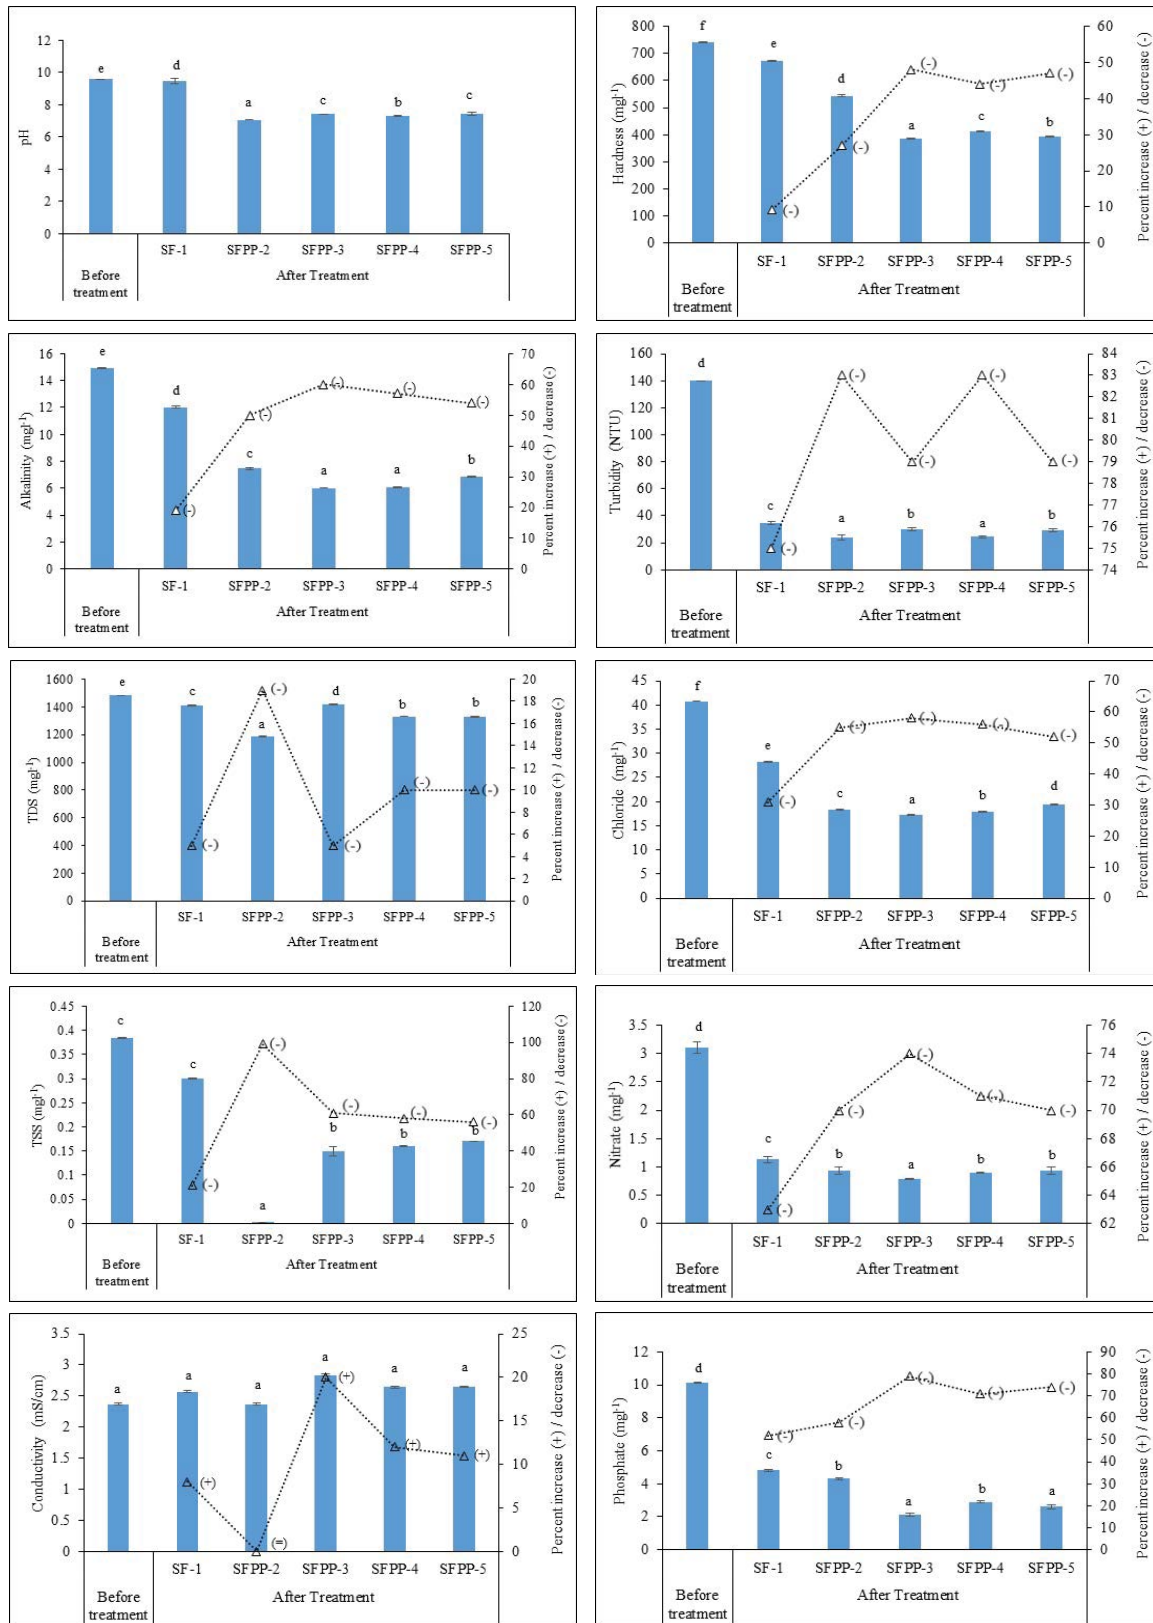 12
10
8
6
4
2
0
pH
e
d
a
c
b
c
SF-1 SFPP-2 SFPP-3 SFPP-4 SFPP-5
Before
treatment
After Treatment
800
700
600
500
400
300
200
100
0
Hardness (mgl-1)
f
e
d
a
c
b
(-)
(-)
(-)
(-)
(-)
60
50
40
30
20
10
0
Percent increase (+) / decrease (-)
SF-1 SFPP-2 SFPP-3 SFPP-4 SFPP-5
Before
treatment
After Treatment
16
14
12
10
8
6
4
2
0
Alkalinity (mgl-1)
e
d
c
a
a
b
(-)
(-)
(-)
(-)
(-)
70
60
50
40
30
20
10
0
Percent increase (+) / decrease (-)
SF-1 SFPP-2 SFPP-3 SFPP-4 SFPP-5
Before
treatment
After Treatment
160
140
120
100
80
60
40
20
0
Turbidity (NTU)
d
c
a
b
a
b
(-)
(-)
(-)
(-)
(-)
84
83
82
81
80
79
78
77
76
75
74
Percent increase (+) / decrease (-)
SF-1 SFPP-2 SFPP-3 SFPP-4 SFPP-5
Before
treatment
After Treatment
1600
1400
1200
1000
800
600
400
200
0
TDS (mgl-1)
e
c
a
d
b
b
(-)
(-)
(-)
(-)
(-)
20
18
16
14
12
10
8
6
4
2
0
Percent increase (+) / decrease (-)
SF-1 SFPP-2 SFPP-3 SFPP-4 SFPP-5
Before
treatment
After Treatment
45
40
35
30
25
20
15
10
5
0
Chloride (mgl-1)
f
e
c
a
b
d
(-)
(-)
(-)
(-)
(-)
70
60
50
40
30
20
10
0
Percent increase (+) / decrease (-)
SF-1 SFPP-2 SFPP-3 SFPP-4 SFPP-5
Before
treatment
After Treatment
0.45
0.4
0.35
0.3
0.25
0.2
0.15
0.1
0.05
0
TSS (mgl-1)
c
c
a
b
b
b
(-)
(-)
(-)
(-)
(-)
120
100
80
60
40
20
0
Percent increase (+) / decrease (-)
SF-1 SFPP-2 SFPP-3 SFPP-4 SFPP-5
Before
treatment
After Treatment
3.5
3
2.5
2
1.5
1
0.5
0
Nitrate (mgl-1)
d
c
b
a
b
b
(-)
(-)
(-)
(-)
(-)
76
74
72
70
68
66
64
62
Percent increase (+) / decrease (-)
SF-1 SFPP-2 SFPP-3 SFPP-4 SFPP-5
Before
treatment
After Treatment
3.5
3
2.5
2
1.5
1
0.5
0
Conductivity (mS/cm)
a
a
a
a
a
a
(+)
(=)
(+)
(+)
(+)
25
20
15
10
5
0
Percent increase (+) / decrease (-)
SF-1 SFPP-2 SFPP-3 SFPP-4 SFPP-5
Before
treatment
After Treatment
12
10
8
6
4
2
0
Phosphate (mgl-1)
d
c
b
a
b
a
(-)
(-)
(-)
(-)
(-)
90
80
70
60
50
40
30
20
10
0
Percent increase (+) / decrease (-)
SF-1 SFPP-2 SFPP-3 SFPP-4 SFPP-5
Before
treatment
After Treatment